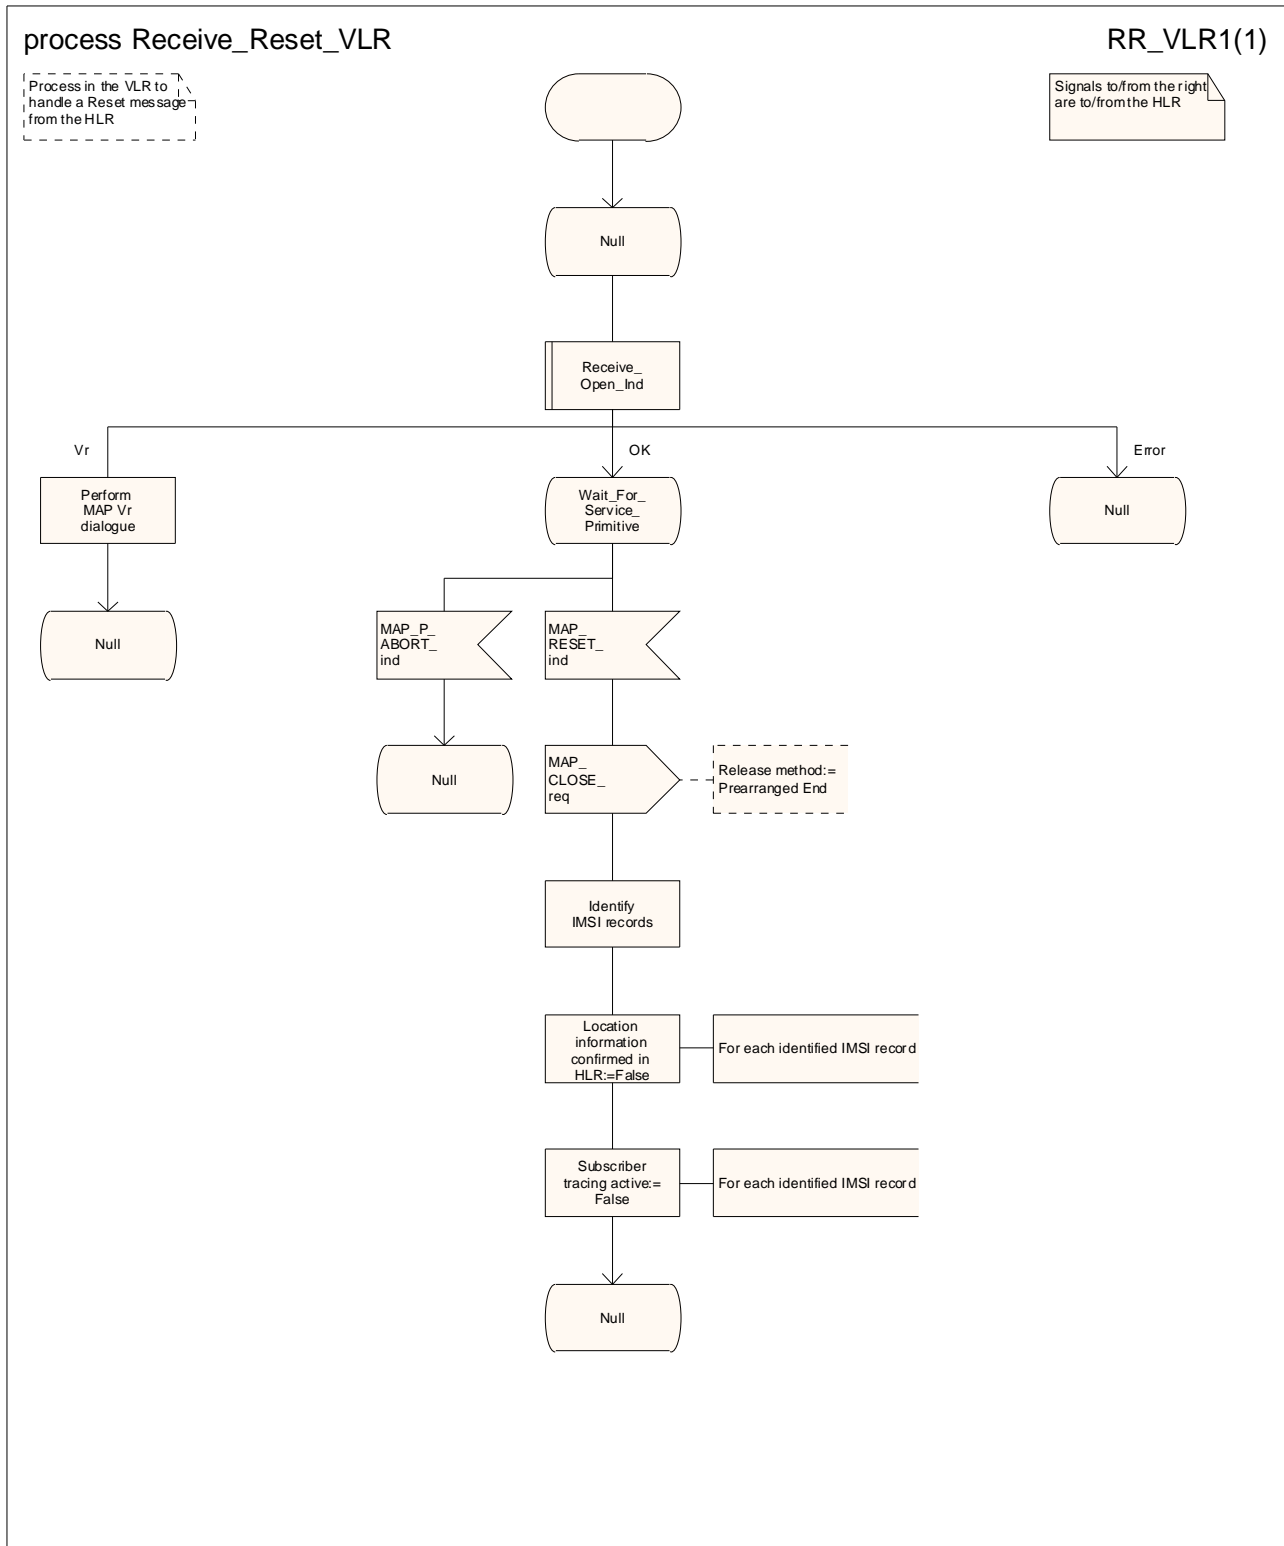 process Receive_Reset_VLR
RR_VLR1(1)
Process in the VLR to
handle a Reset message
from the HLR
Signals to/from the right
are to/from the HLR
Null
Receive_
Open_Ind
Vr
OK
Error
Perform
MAP Vr
dialogue
Wait_For_
Service_
Primitive
Null
Null
MAP_P_
ABORT_
ind
MAP_
RESET_
ind
Null
MAP_
CLOSE_
req
Release method:=
Prearranged End
Identify
IMSI records
Location
information
confirmed in
HLR:=False
For each identified IMSI record
Subscriber
tracing active:=
False
For each identified IMSI record
Null